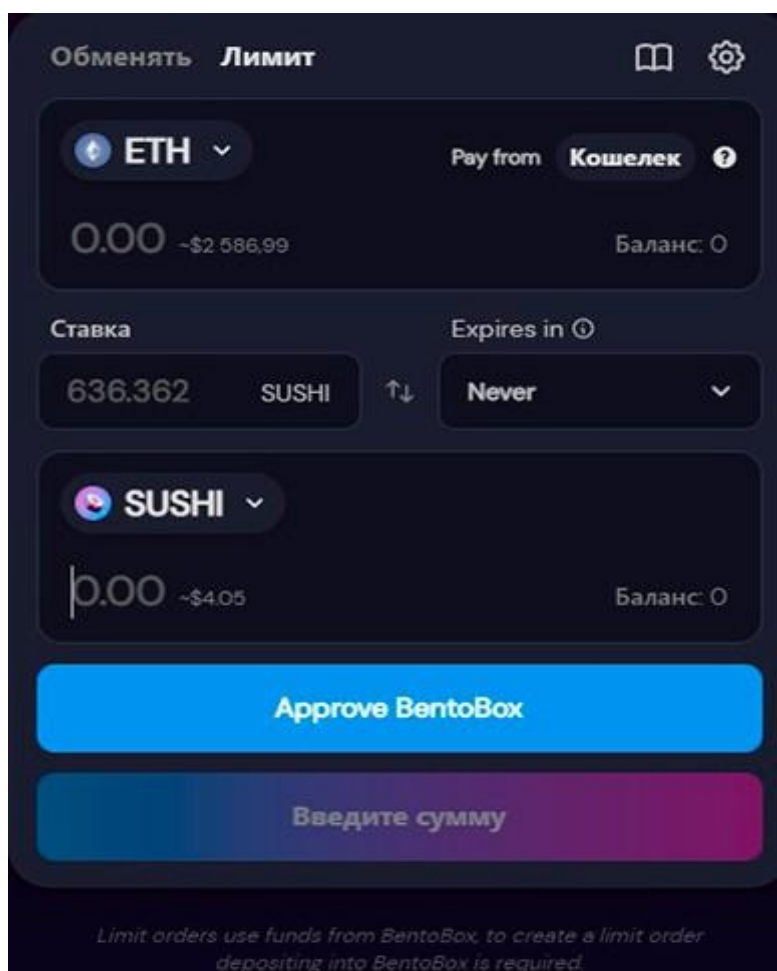 Обменять Лимит
ETH Pay from Кошелек
0.00 ~$2 586,99 Баланс: 0
Ставка Expires in
636.362 SUSHI Never
SUSHI
0.00 ~$4.05 Баланс: 0
Approve BentoBox
Введите сумму
Limit orders use funds from BentoBox, to create a limit order
depositing into BentoBox is required.